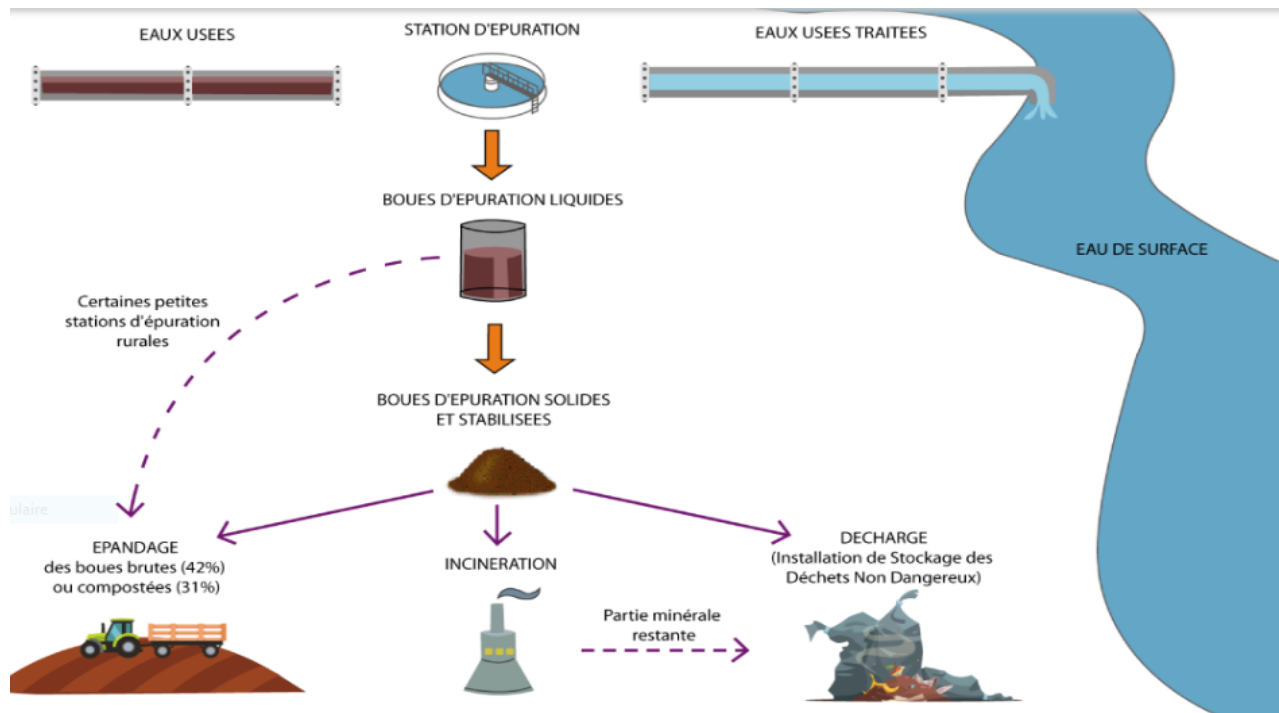 EAUX USEES
STATION D'EPURATION
EAUX USEES TRAITEES
BOUES D'EPURATION LIQUIDES
EAU DE SURFACE
Certaines petites
stations d'épuration
rurales
BOUES D'EPURATION SOLIDES
ET STABILISEES
ulaire
EPANDAGE
des boues brutes (42%)
ou compostées (31%)
INCINERATION
DECHARGE
(Installation de Stockage des
Déchets Non Dangereux)
Partie minérale
restante